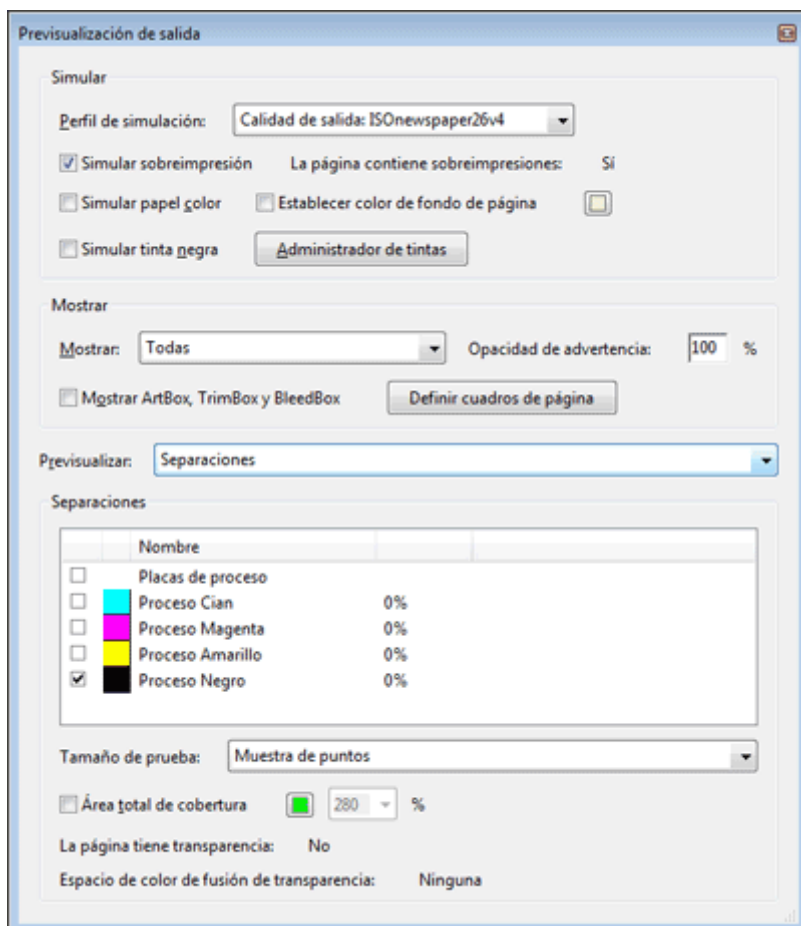 Previsualización de salida
Simular
Perfil de simulación: Calidad de salida: ISOnewspaper26v4
Simular sobreimpresión La página contiene sobreimpresiones: Sí
Simular papel color Establecer color de fondo de página
Simular tinta negra Administrador de tintas
Mostrar
Mostrar: Todas Opacidad de advertencia: 100 %
Mostrar ArtBox, TrimBox y BleedBox Definir cuadros de página
Previsualizar: Separaciones
Separaciones
Nombre
Placas de proceso
Proceso Cian 0%
Proceso Magenta 0%
Proceso Amarillo 0%
Proceso Negro 0%
Tamaño de prueba: Muestra de puntos
Área total de cobertura 280 %
La página tiene transparencia: No
Espacio de color de fusión de transparencia: Ninguna